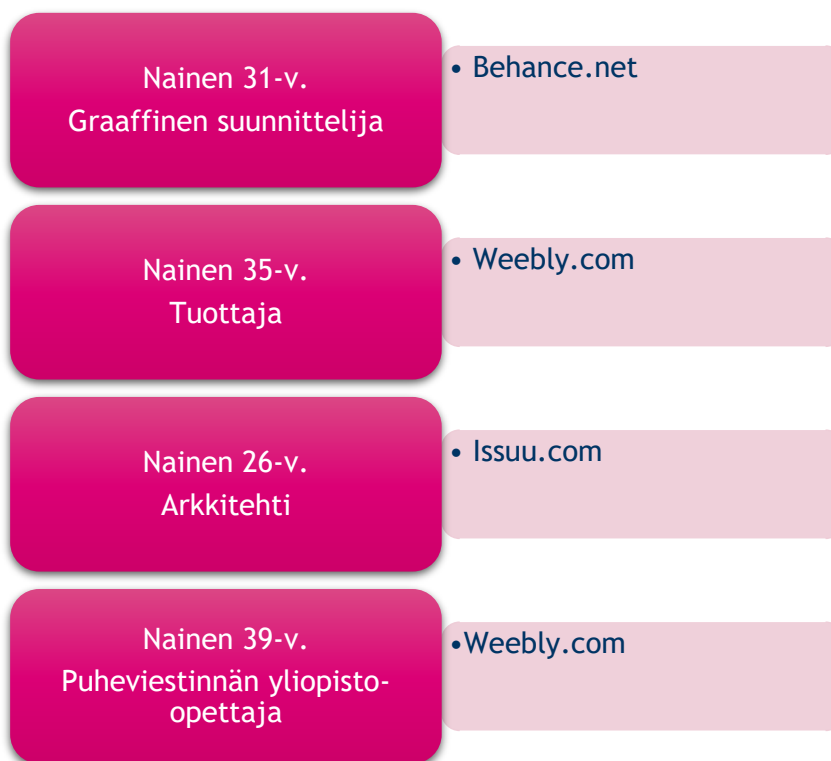 Nainen 31-v.
Graaffinen suunnittelija
• Behance.net
Nainen 35-v.
Tuottaja
• Weebly.com
Nainen 26-v.
Arkkitehti
• Issuu.com
Nainen 39-v.
Puheviestinnän yliopisto-
opettaja
•Weebly.com